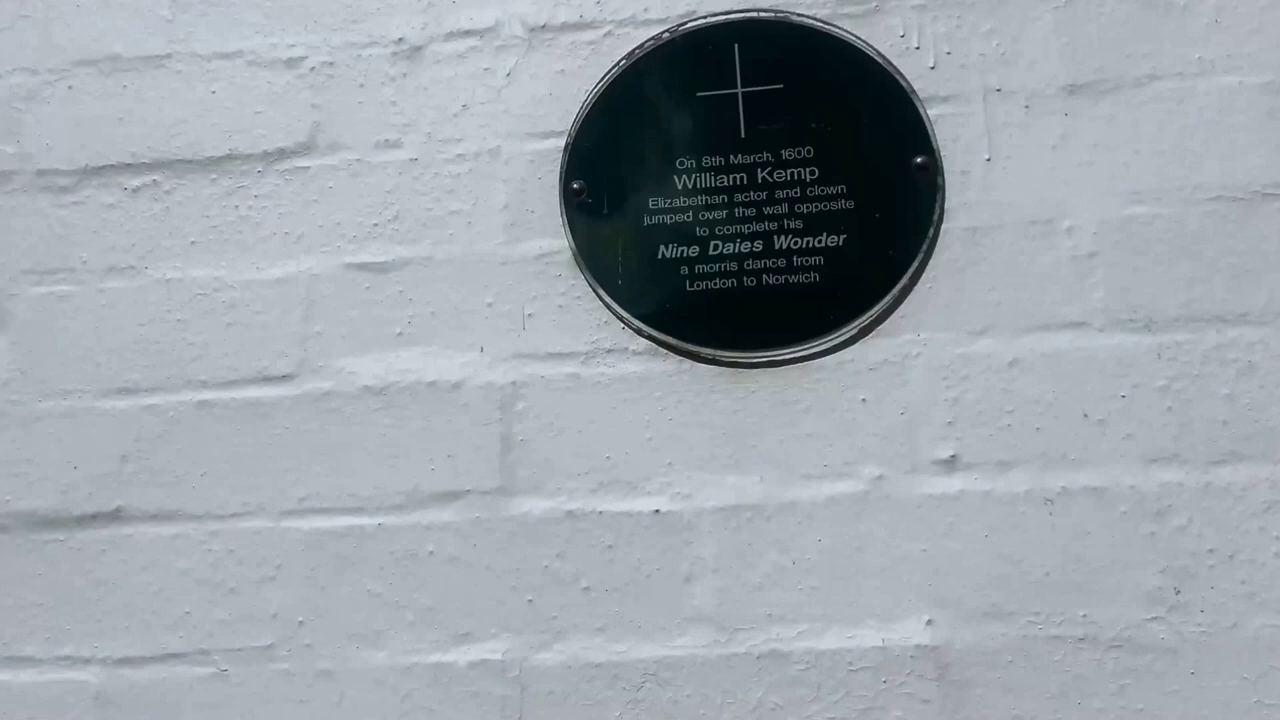 On 8th March, 1600
William Kemp
Elizabethan actor and clown
jumped over the wall opposite
to complete his
Nine Daies Wonder
a morris dance from
London to Norwich